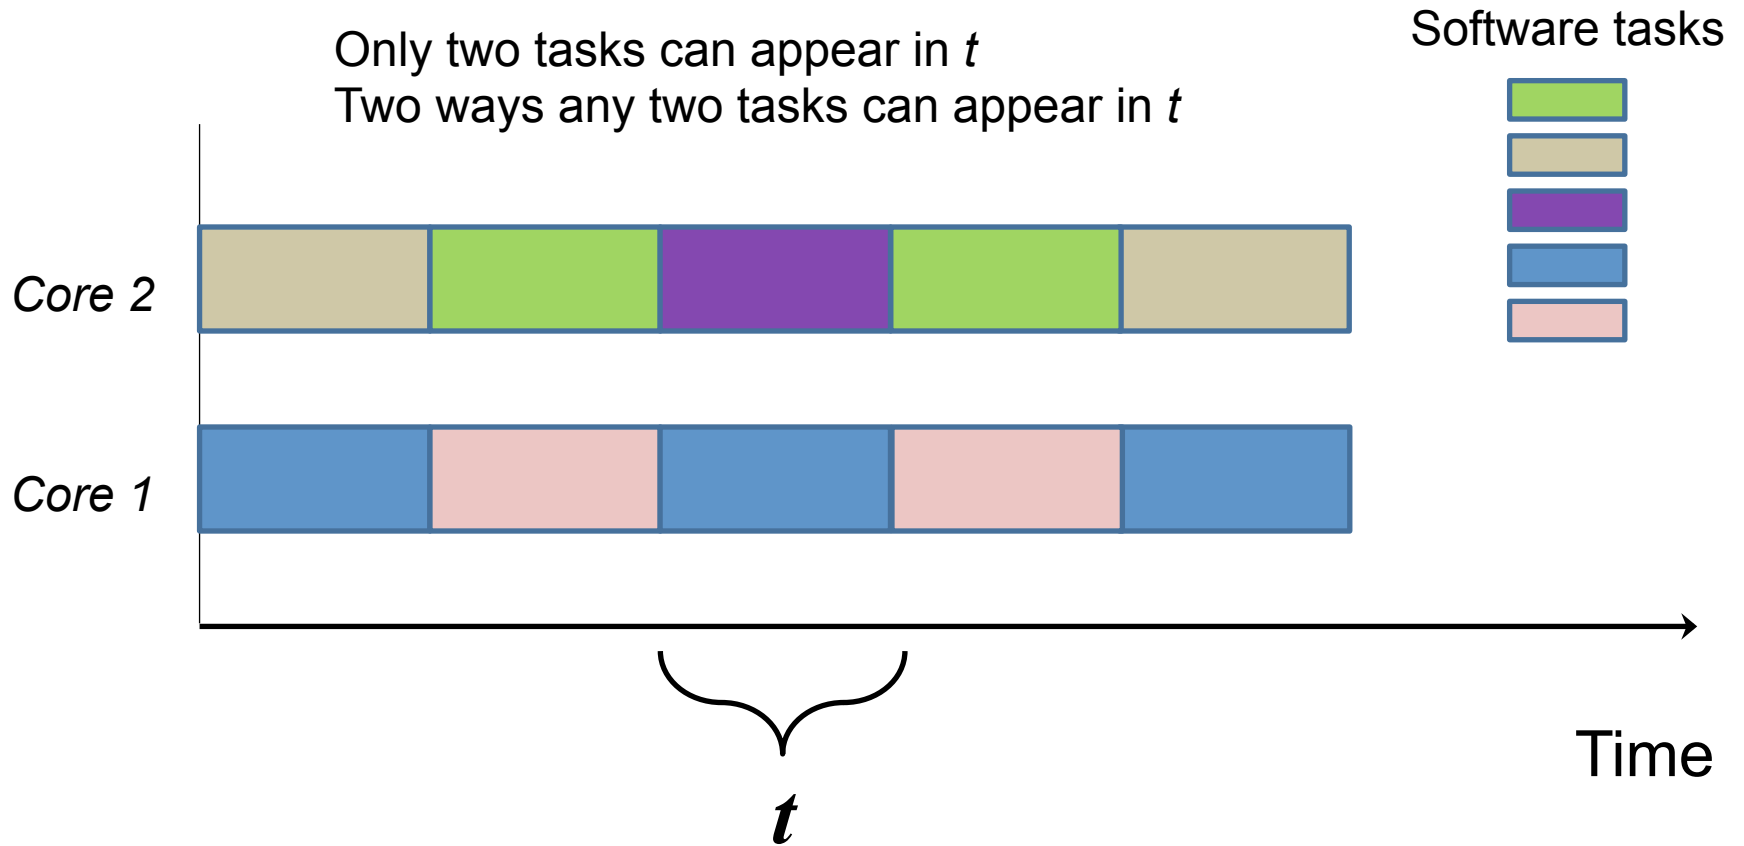 Only two tasks can appear in t
Two ways any two tasks can appear in t
Software tasks
Core 2
Core 1
Time
t